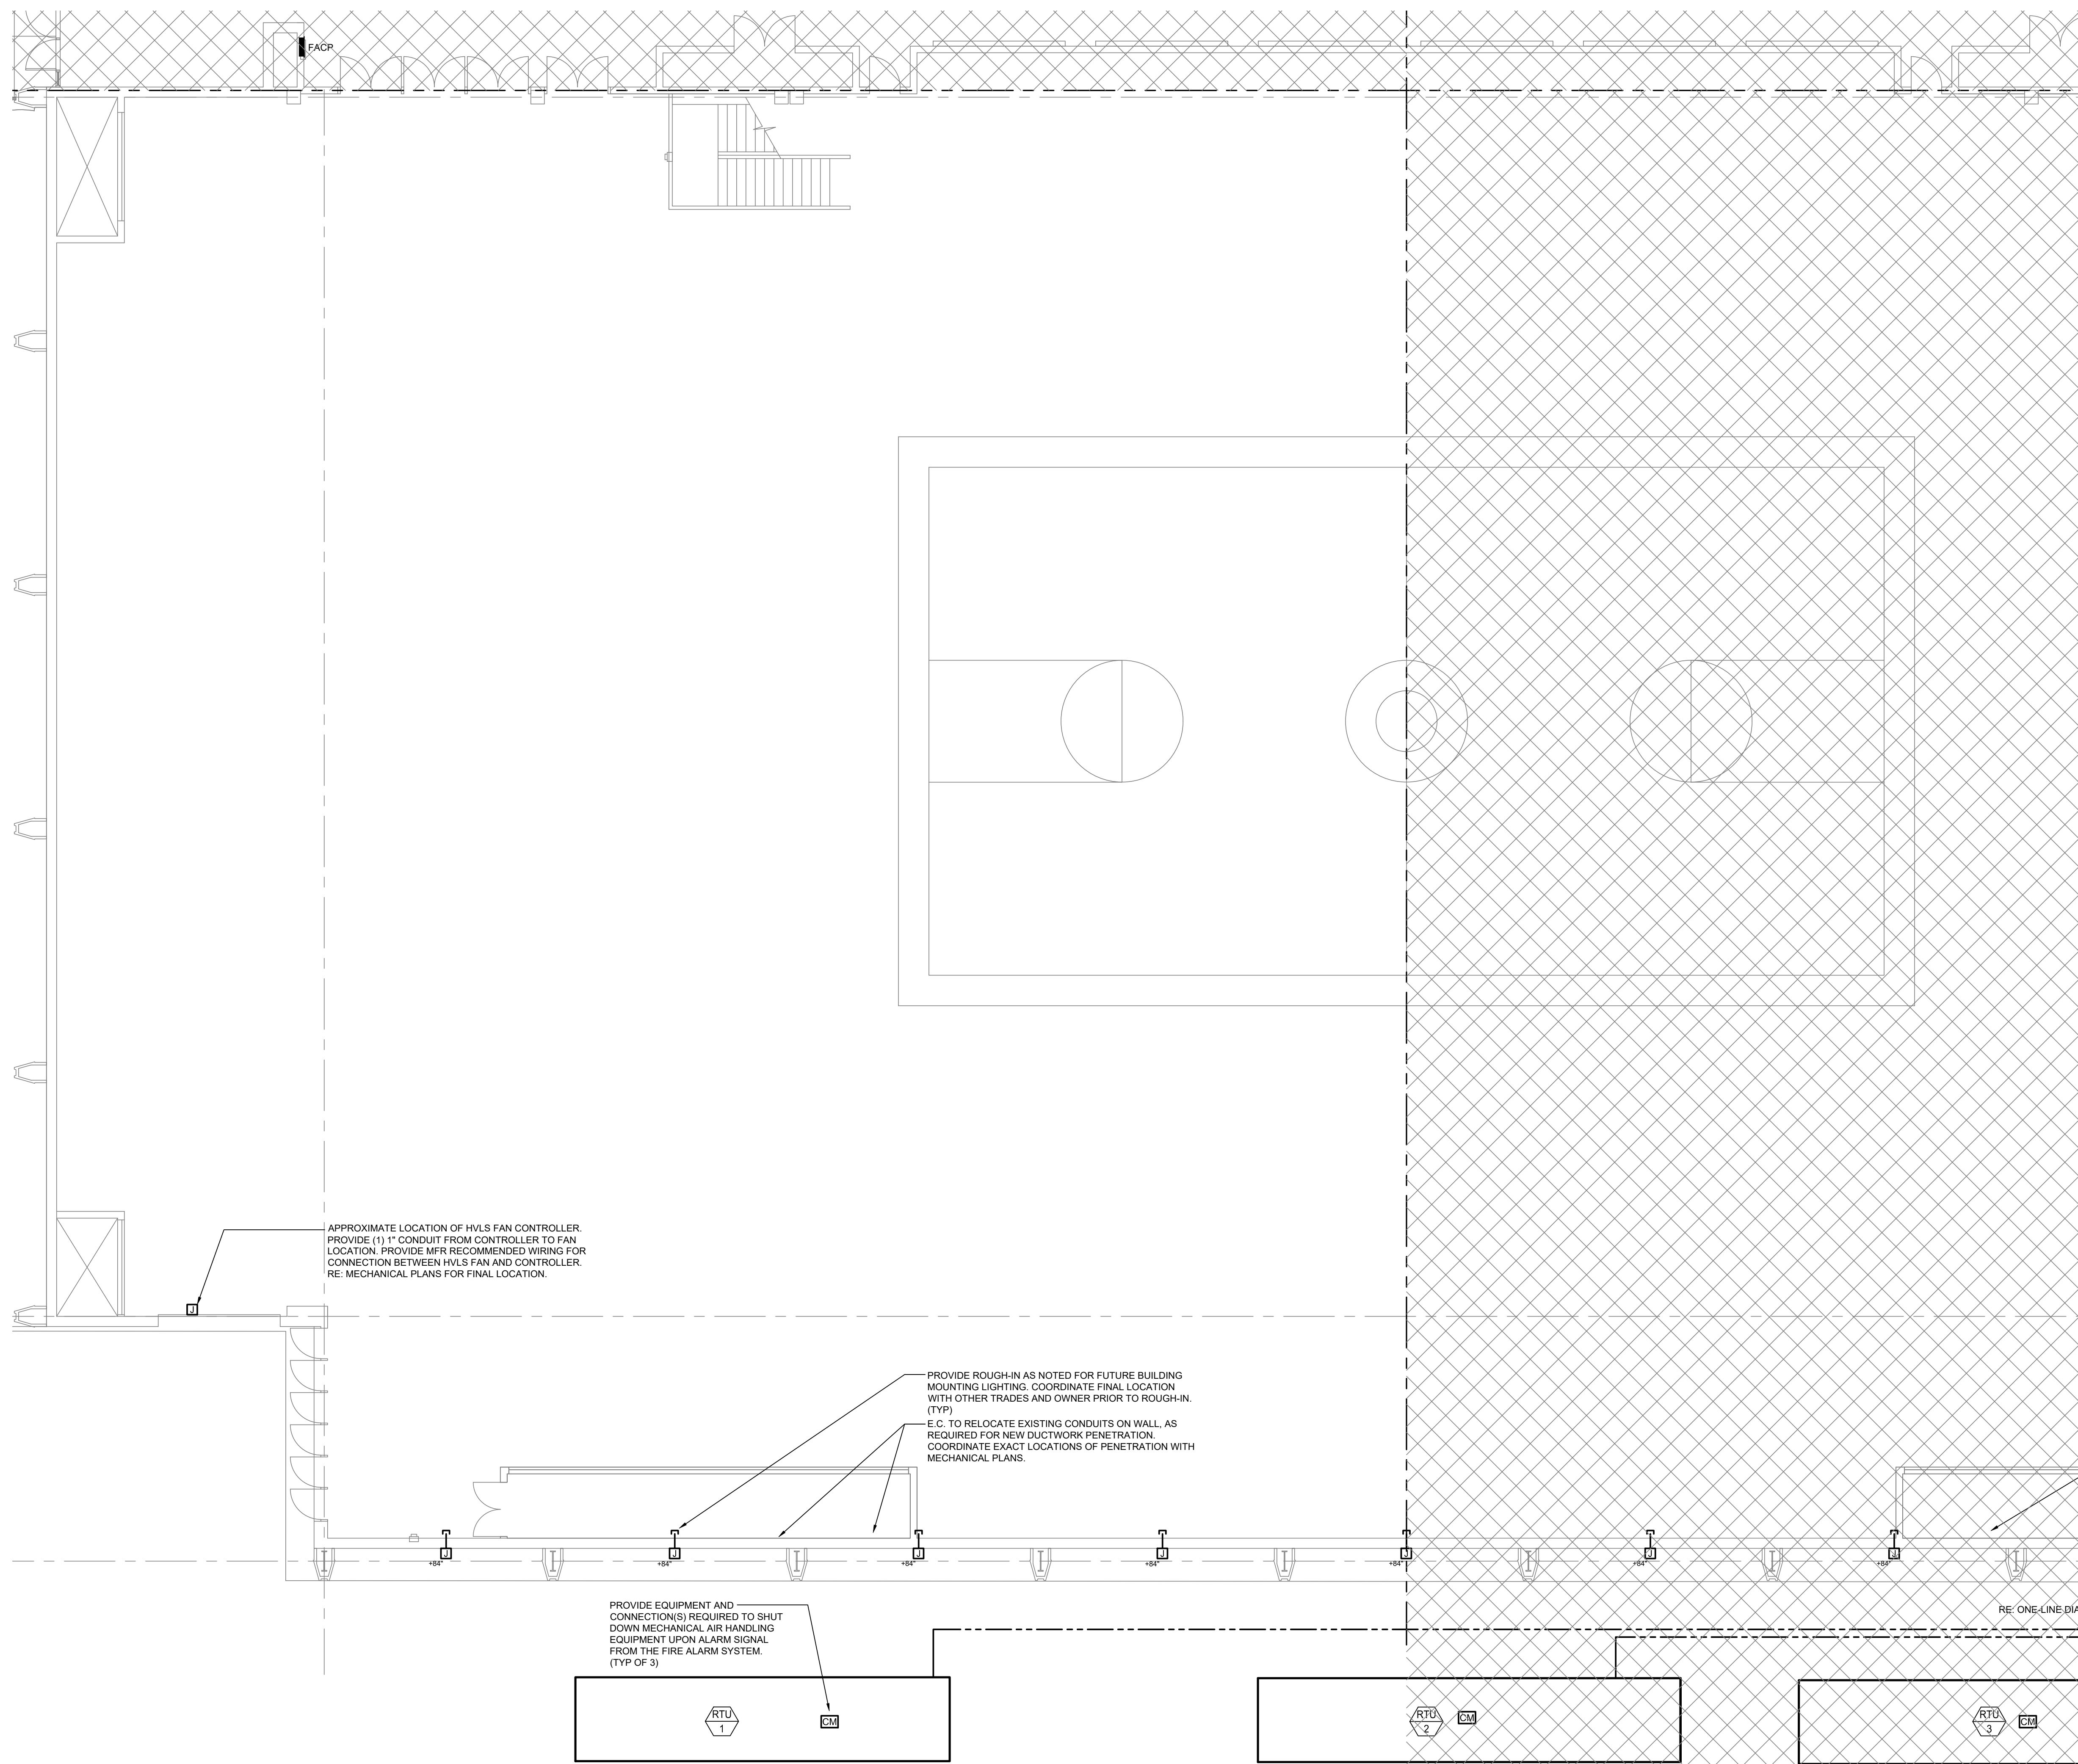 FACP
APPROXIMATE LOCATION OF HVLS FAN CONTROLLER.
PROVIDE (1) 1" CONDUIT FROM CONTROLLER TO FAN
LOCATION. PROVIDE MFR RECOMMENDED WIRING FOR
CONNECTION BETWEEN HVLS FAN AND CONTROLLER.
RE: MECHANICAL PLANS FOR FINAL LOCATION.
J
PROVIDE ROUGH-IN AS NOTED FOR FUTURE BUILDING
MOUNTING LIGHTING. COORDINATE FINAL LOCATION
WITH OTHER TRADES AND OWNER PRIOR TO ROUGH-IN.
(TYP)
E.C. TO RELOCATE EXISTING CONDUITS ON WALL, AS
REQUIRED FOR NEW DUCTWORK PENETRATION.
COORDINATE EXACT LOCATIONS OF PENETRATION WITH
MECHANICAL PLANS.
J J J J J J J
+84" +84" +84" +84" +84" +84" +84"
PROVIDE EQUIPMENT AND
CONNECTION(S) REQUIRED TO SHUT
DOWN MECHANICAL AIR HANDLING
EQUIPMENT UPON ALARM SIGNAL
FROM THE FIRE ALARM SYSTEM.
(TYP OF 3)
RE: ONE-LINE DIA
RTU
1
CM
RTU
2
CM
RTU
3
CM